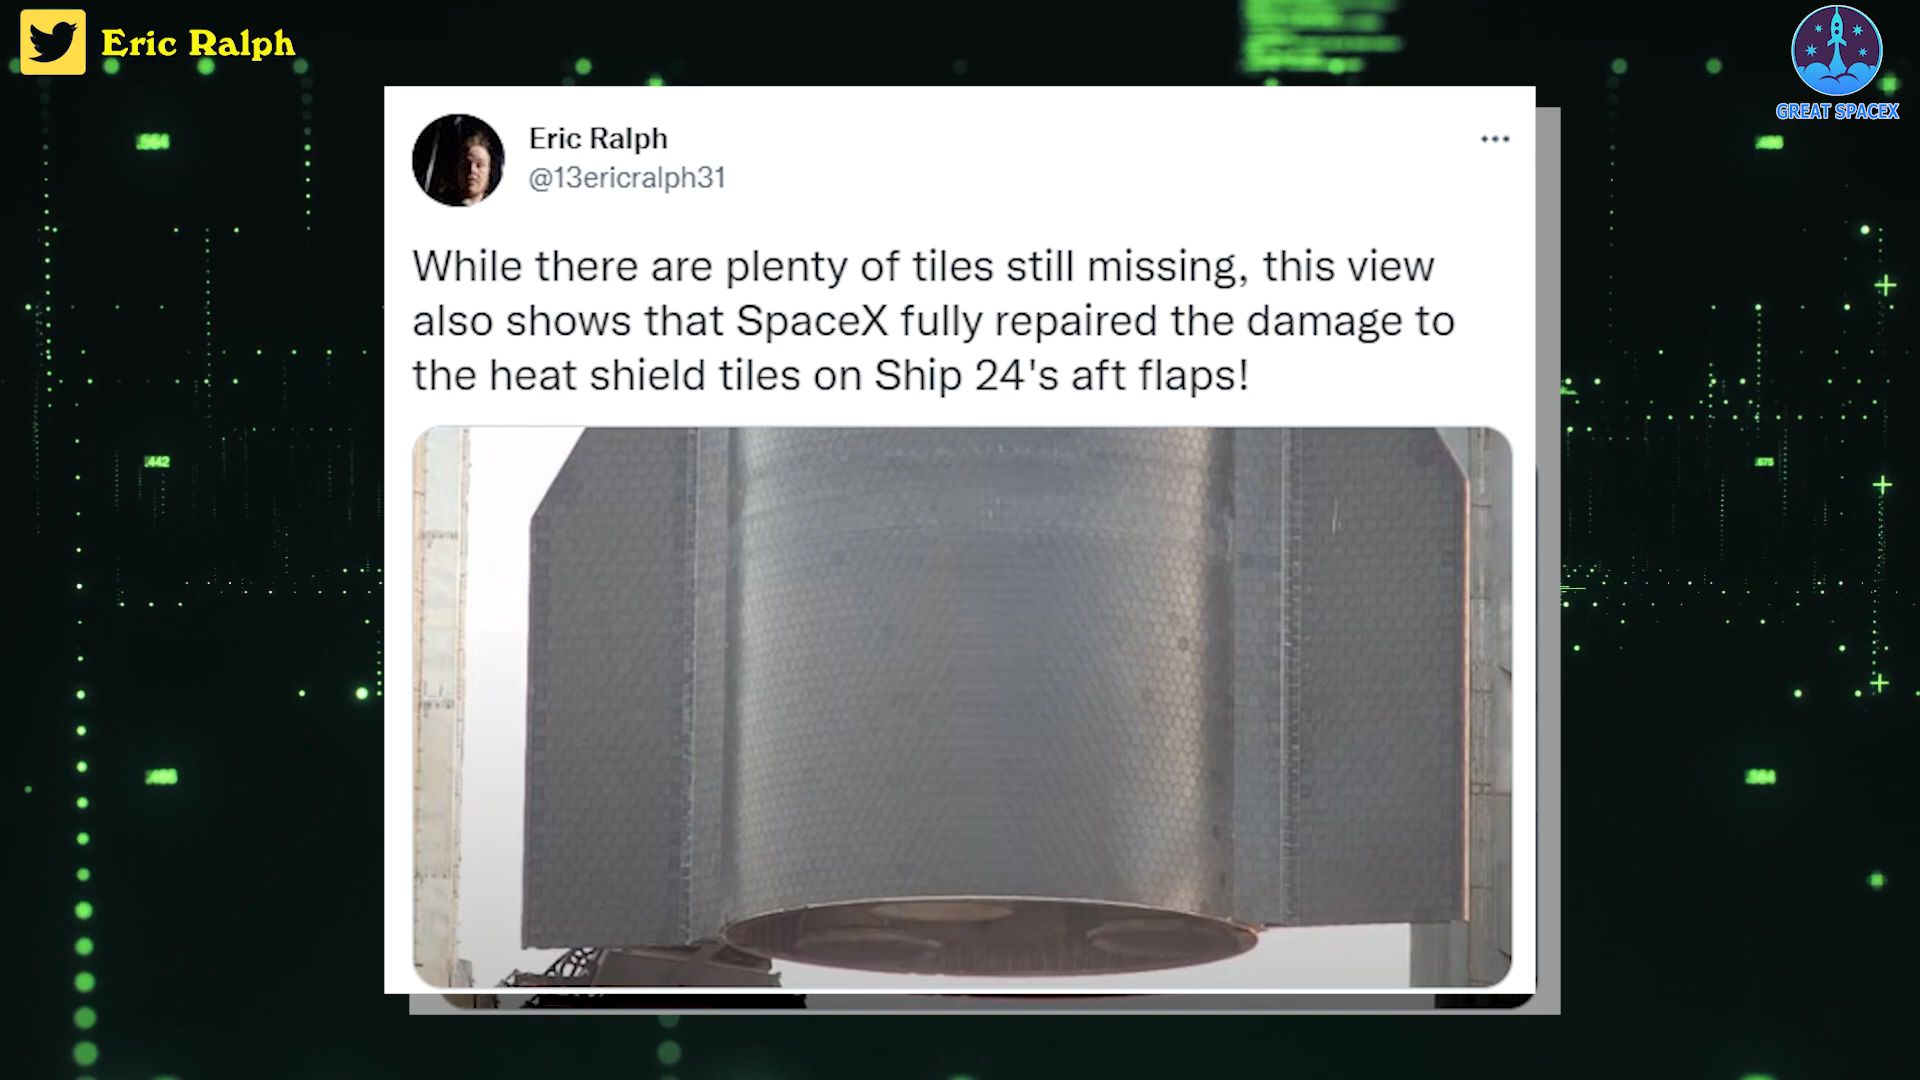 Eric Ralph
GREAT SPACEX
Eric Ralph
@13ericralph31
While there are plenty of tiles still missing, this view
also shows that SpaceX fully repaired the damage to
the heat shield tiles on Ship 24's aft flaps!
.442